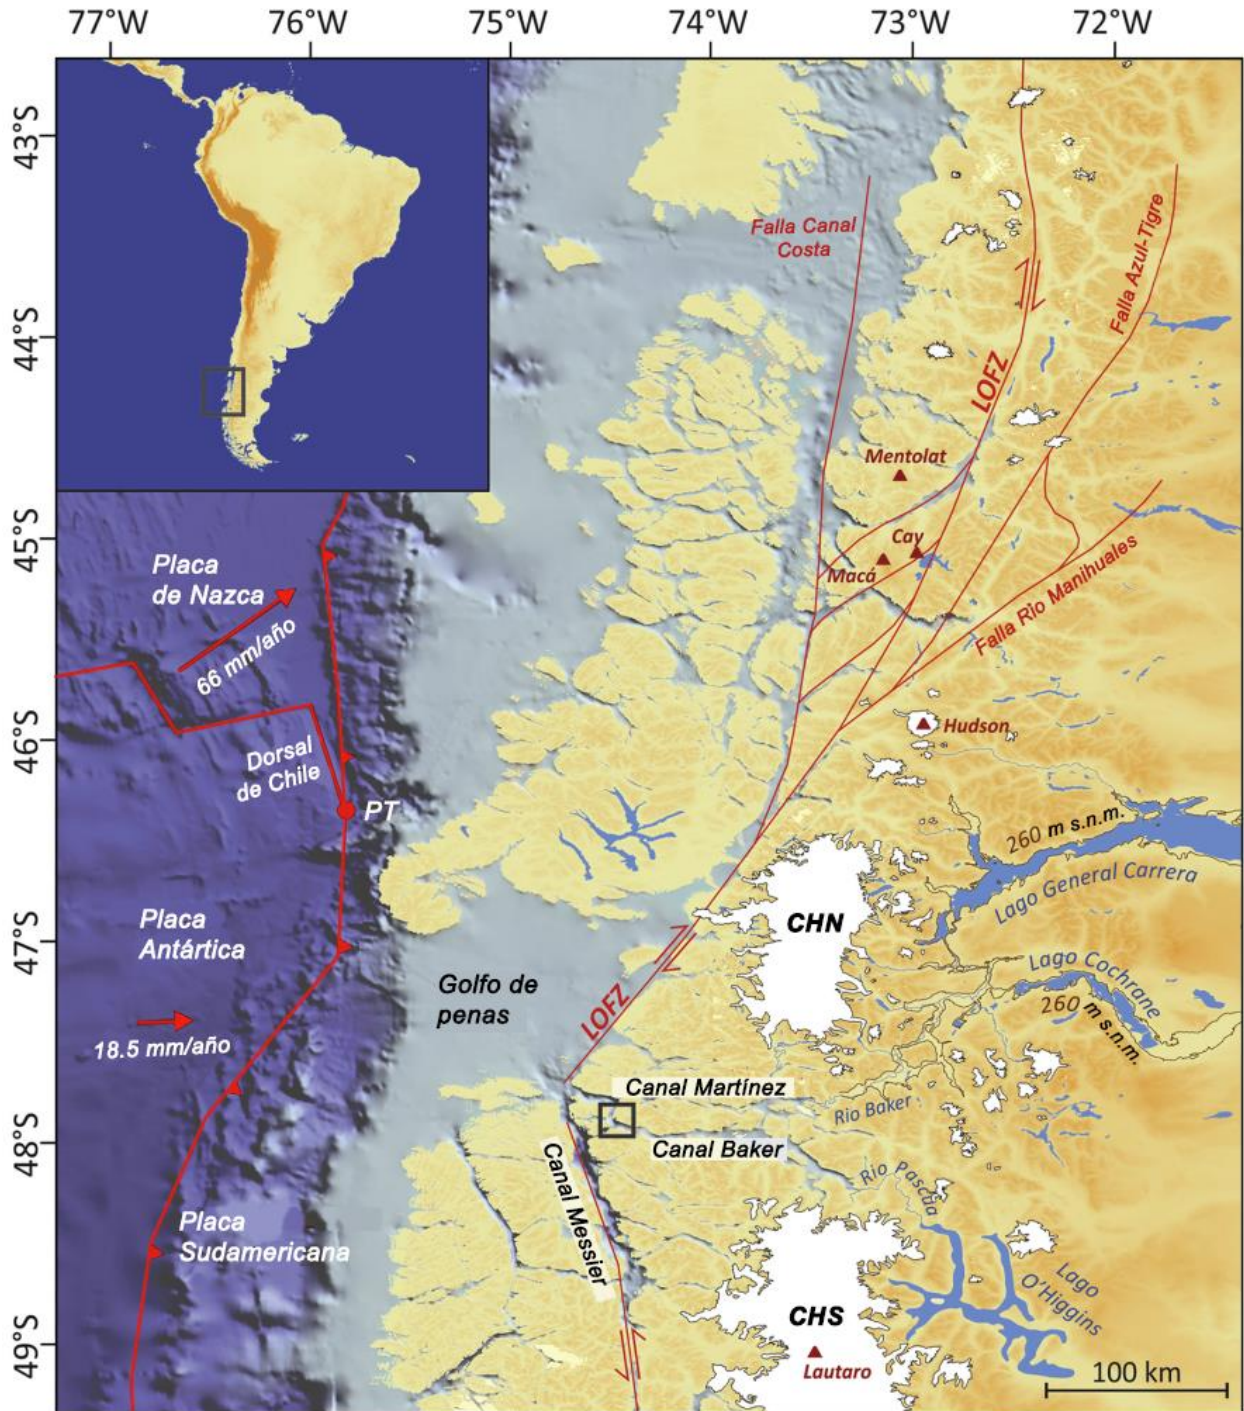 77°W 76°W 75°W 74°W 73°W 72°W
43°S
44°S
45°S
46°S
47°S
48°S
49°S
Falla Canal
Costa
Falla Azul-Tigre
LOFZ
Mentolat
Cay
Macá
Falla Río Manihuales
Placa
de Nazca
66 mm/año
Dorsal
de Chile
PT
Hudson
260 m s.n.m.
Lago General Carrera
CHN
Placa
Antártica
18.5 mm/año
Golfo de
penas
LOFZ
Lago Cochrane
260 m s.n.m.
Canal Martínez
Rio Baker
Canal Baker
Canal Messier
Rio Pascua
Placa
Sudamericana
Lago
O'Higgins
CHS
Lautaro
100 km